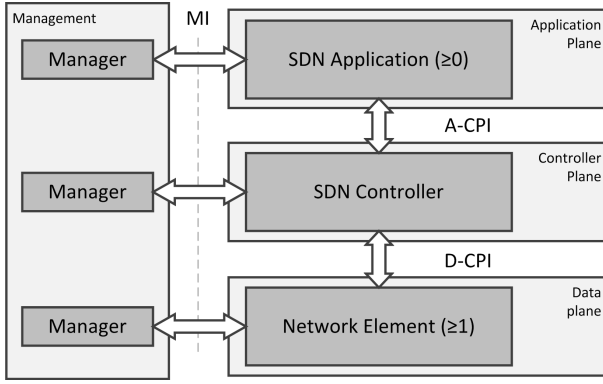 Management
MI
Application
Plane
Manager
SDN Application (≥0)
A-CPI
Controller
Plane
Manager
SDN Controller
D-CPI
Data
plane
Manager
Network Element (≥1)